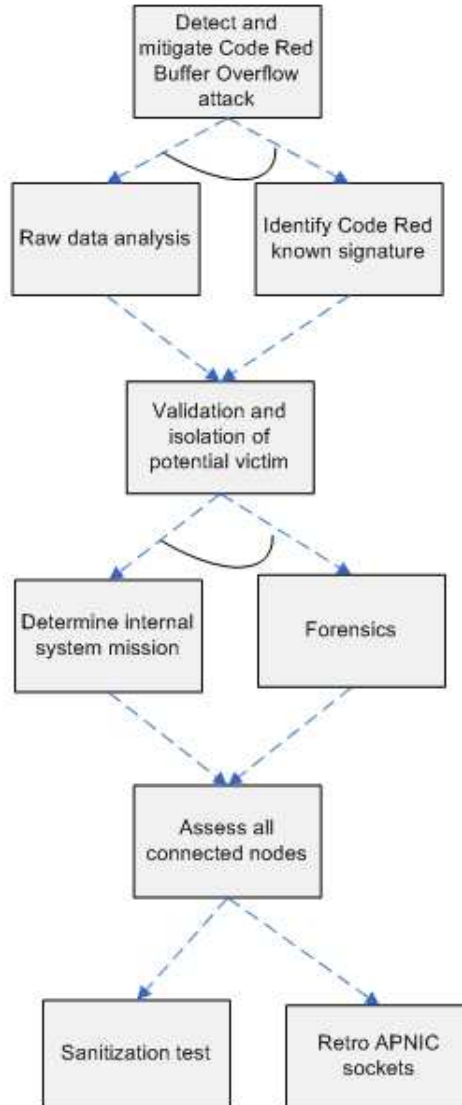 Detect and
mitigate Code Red
Buffer Overflow
attack
Raw data analysis
Identify Code Red
known signature
Validation and
isolation of
potential victim
Determine internal
system mission
Forensics
Assess all
connected nodes
Sanitization test
Retro APNIC
sockets